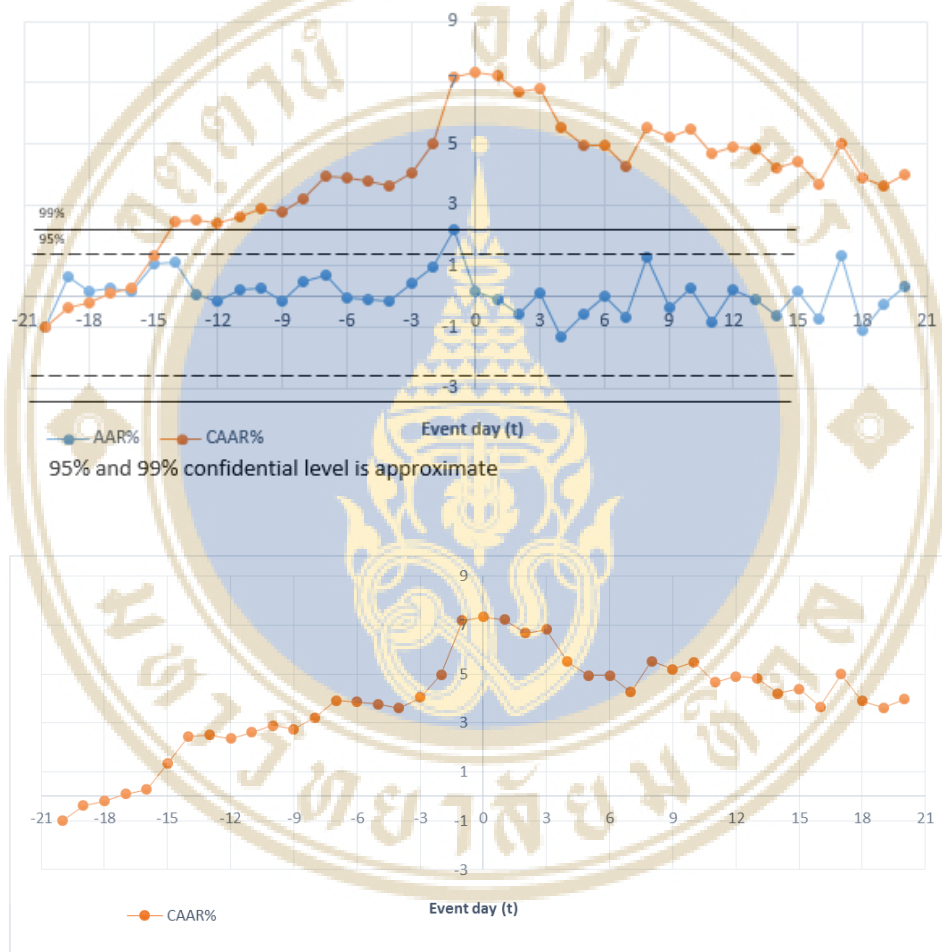 9
7
5
3
99%
95%
1
-21 -18 -15 -12 -9 -6 -3 0 3 6 9 12 15 18 21
-1
-3
Event day (t)
AAR% CAAR%
95% and 99% confidential level is approximate
9
7
5
3
1
-21 -18 -15 -12 -9 -6 -3 0 3 6 9 12 15 18 21
-1
-3
Event day (t)
CAAR%